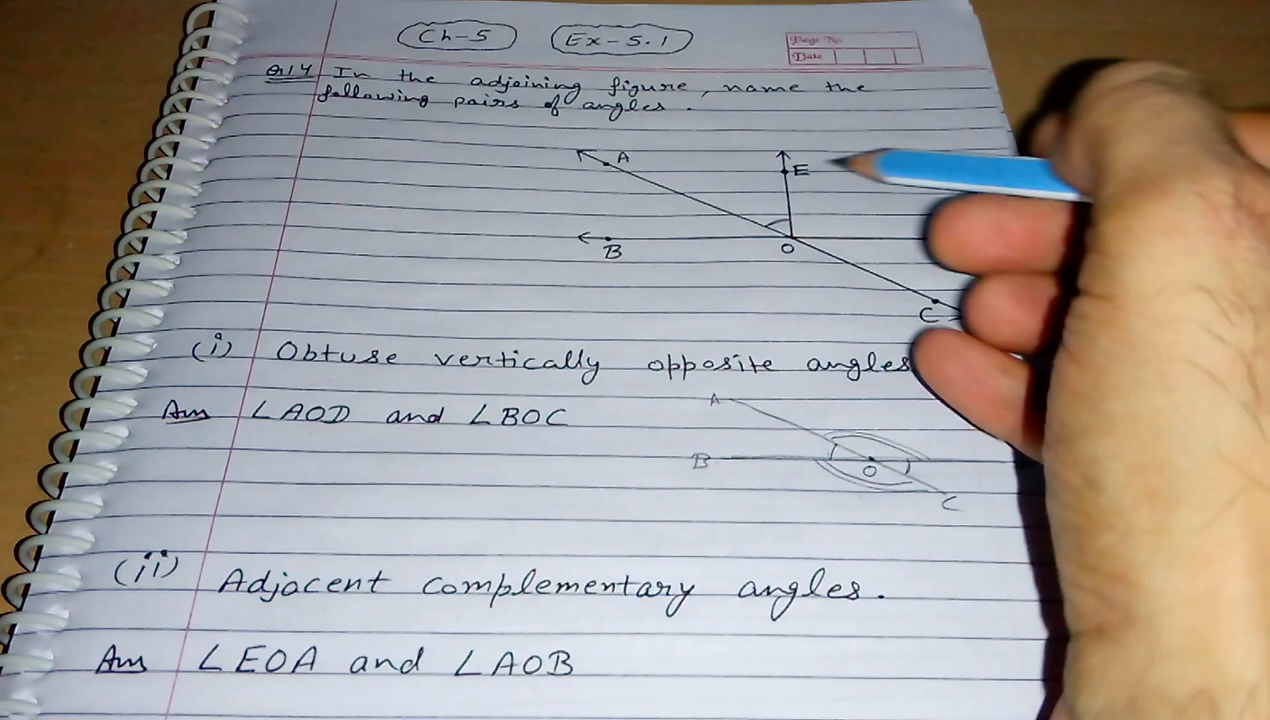 Ch-5 Ex-5.1
Page No.
Date
Q.14 In the adjoining figure, name the
following pairs of angles.
A
E
B
O
C
(i) Obtuse vertically opposite angles
Ans ∠AOD and ∠BOC
A
B
O
C
(ii) Adjacent complementary angles.
Ans ∠EOA and ∠AOB